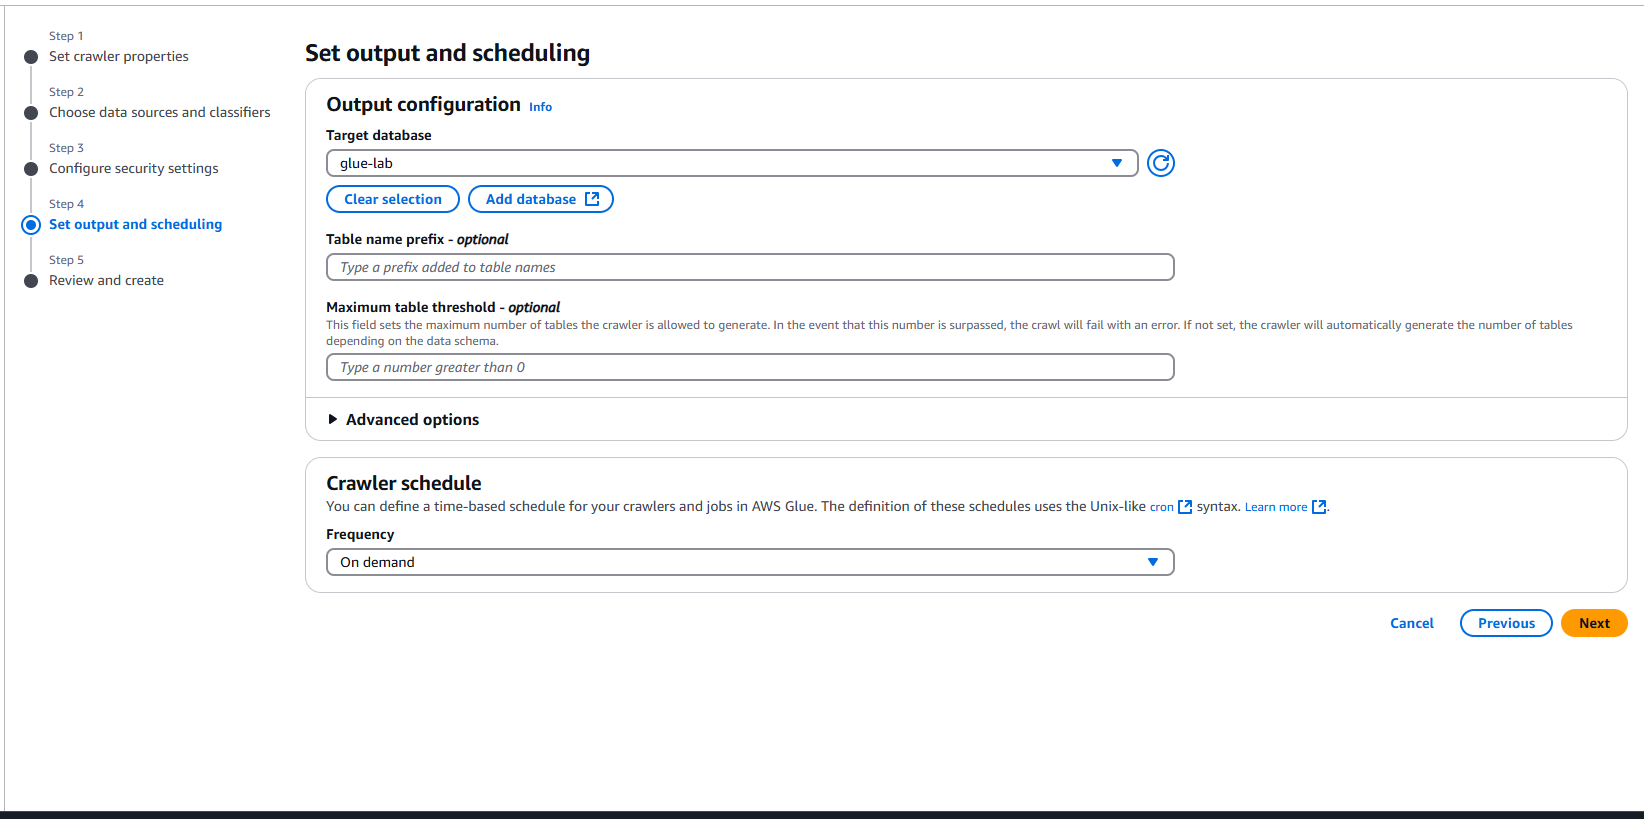 Step 1
Set crawler properties
Step 2
Choose data sources and classifiers
Step 3
Configure security settings
Step 4
Set output and scheduling
Step 5
Review and create
Set output and scheduling
Output configuration Info
Target database
glue-lab
Clear selection Add database
Table name prefix - optional
Type a prefix added to table names
Maximum table threshold - optional
This field sets the maximum number of tables the crawler is allowed to generate. In the event that this number is surpassed, the crawl will fail with an error. If not set, the crawler will automatically generate the number of tables
depending on the data schema.
Type a number greater than 0
Advanced options
Crawler schedule
You can define a time-based schedule for your crawlers and jobs in AWS Glue. The definition of these schedules uses the Unix-like cron syntax. Learn more .
Frequency
On demand
Cancel Previous Next